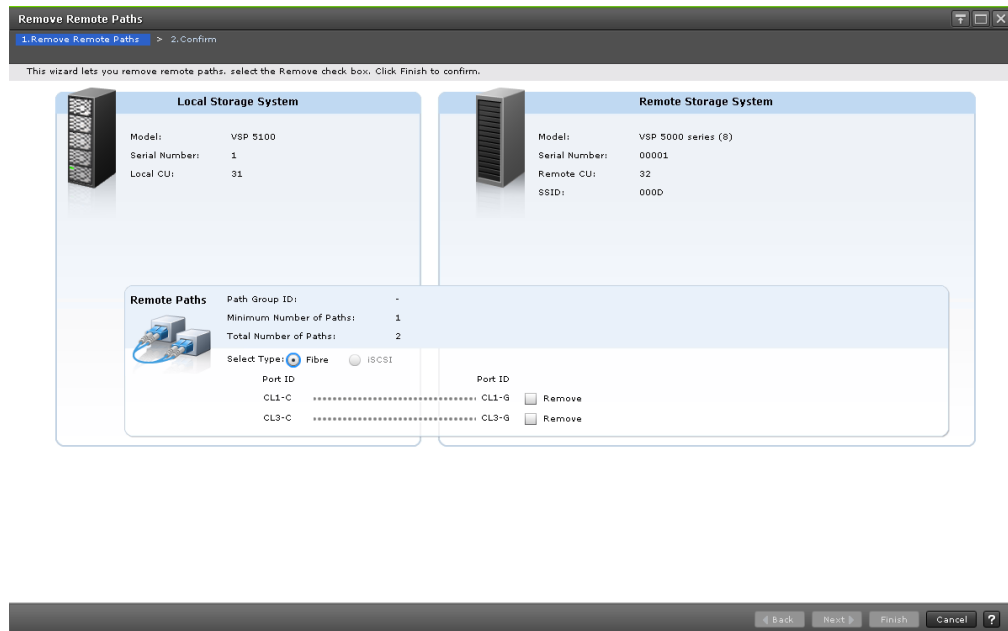 Remove Remote Paths
1.Remove Remote Paths > 2.Confirm
This wizard lets you remove remote paths. select the Remove check box. Click Finish to confirm.
Local Storage System
Model: VSP 5100
Serial Number: 1
Local CU: 31
Remote Storage System
Model: VSP 5000 series (8)
Serial Number: 00001
Remote CU: 32
SSID: 000D
Remote Paths
Path Group ID: -
Minimum Number of Paths: 1
Total Number of Paths: 2
Select Type: Fibre iSCSI
Port ID Port ID
CL1-C CL1-G Remove
CL3-C CL3-G Remove
Back Next Finish Cancel ?